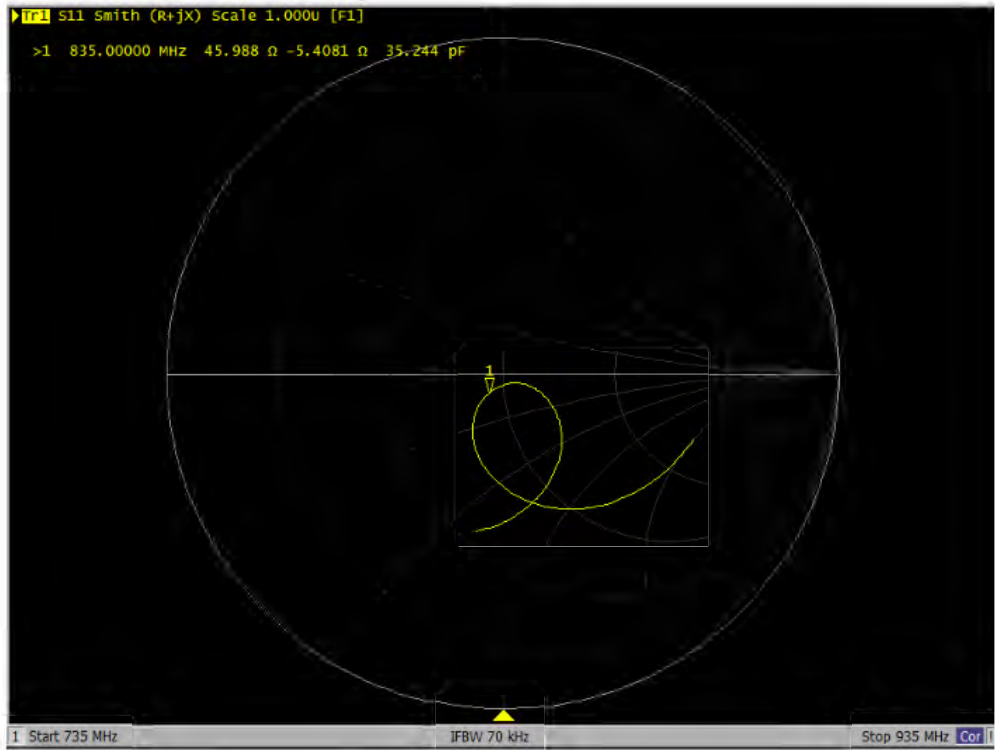 Tr1 S11 Smith (R+jX) Scale 1.000U [F1]
>1 835.00000 MHz 45.988 Ω -5.4081 Ω 35.244 pF
1
1 Start 735 MHz IFBW 70 kHz Stop 935 MHz Cor